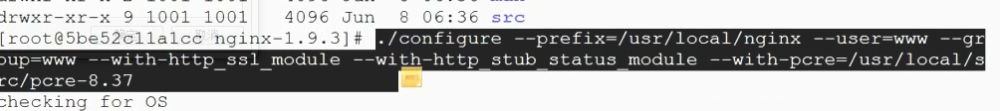 drwxr-xr-x 9 1001 1001 4096 Jun 8 06:36 src
[root@5be52c11a1cc nginx-1.9.3]# ./configure --prefix=/usr/local/nginx --user=www --gr
oup=www --with-http_ssl_module --with-http_stub_status_module --with-pcre=/usr/local/s
rc/pcre-8.37
checking for OS